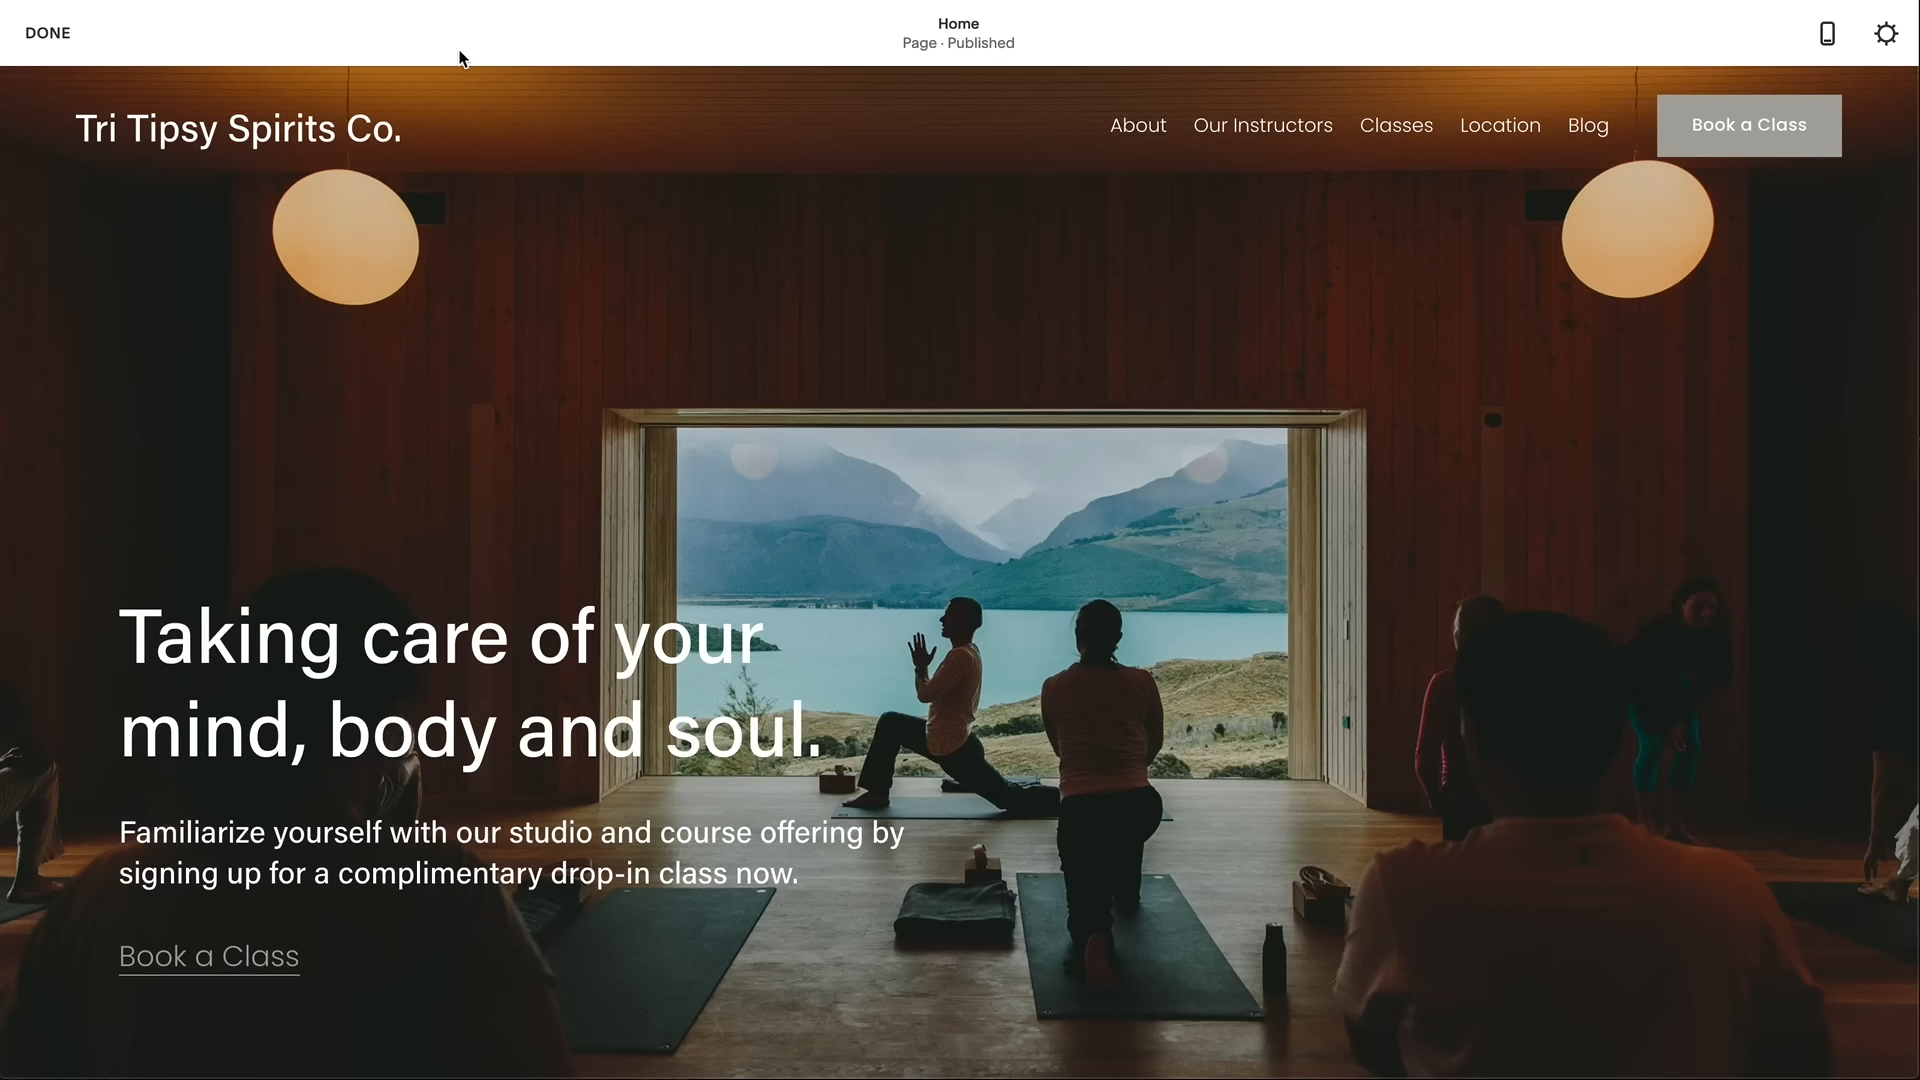 DONE
Home
Page · Published
Tri Tipsy Spirits Co.
About
Our Instructors
Classes
Location
Blog
Book a Class
Taking care of your
mind, body and soul.
Familiarize yourself with our studio and course offering by
signing up for a complimentary drop-in class now.
Book a Class